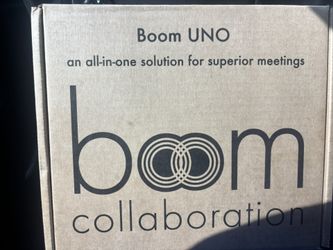 Boom UNO
an all-in-one solution for superior meetings
boom
collaboration